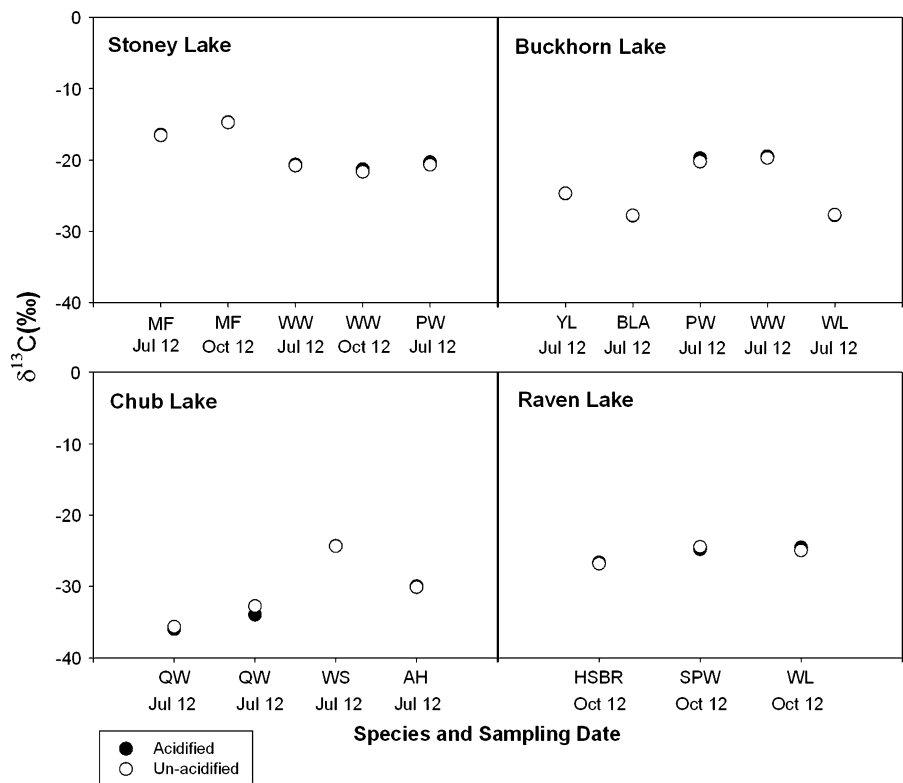 Stoney Lake
Buckhorn Lake
0
-10
-20
-30
-40
MF MF WW WW PW
Jul 12 Oct 12 Jul 12 Oct 12 Jul 12
YL BLA PW WW WL
Jul 12 Jul 12 Jul 12 Jul 12 Jul 12
δ13C(‰)
Chub Lake
Raven Lake
0
-10
-20
-30
-40
QW QW WS AH
Jul 12 Jul 12 Jul 12 Jul 12
HSBR SPW WL
Oct 12 Oct 12 Oct 12
Species and Sampling Date
Acidified
Un-acidified